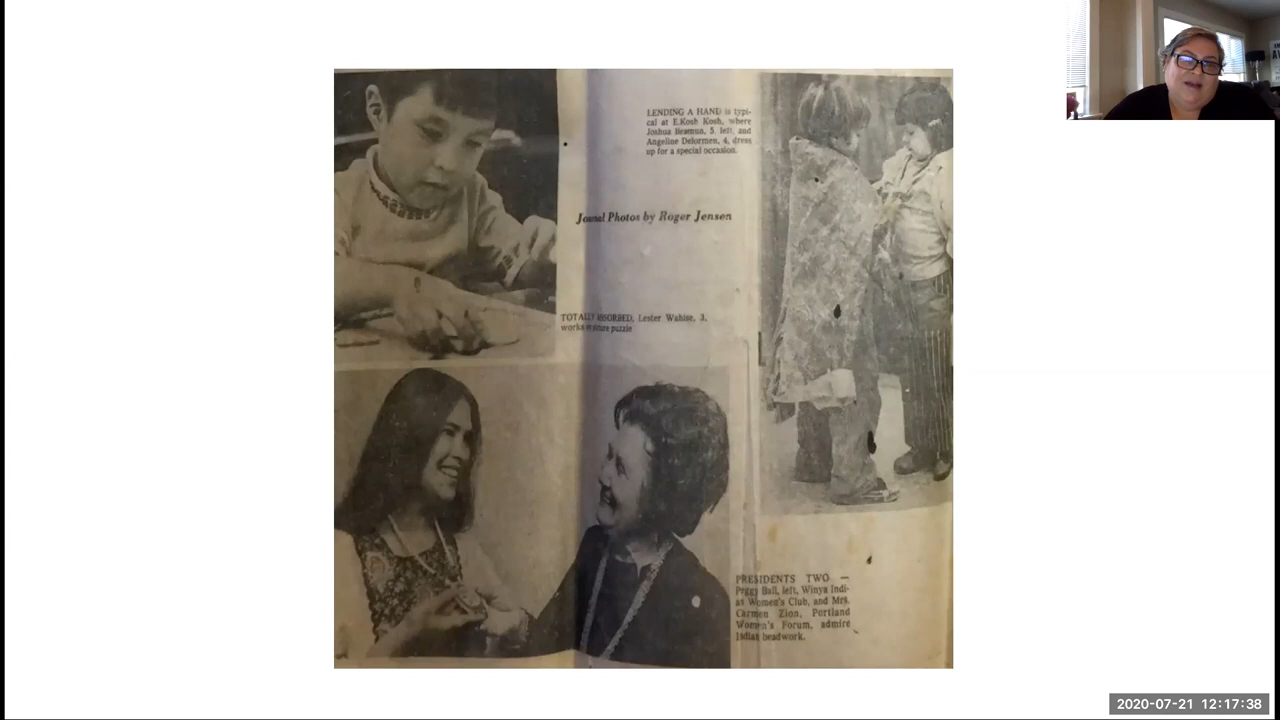 LENDING A HAND is typi-
cal at E.Kosh Kosh, where
Joshua Beamun, 5, left, and
Angeline Delormen, 4, dress
up for a special occasion.
Journal Photos by Roger Jensen
TOTALLY ABSORBED, Lester Wahise, 3,
works puzzle
PRESIDENTS TWO —
Peggy Ball, left, Winya Indi-
an Women's Club, and Mrs.
Carmen Zion, Portland
Women's Forum, admire
Indian beadwork.
2020-07-21 12:17:38